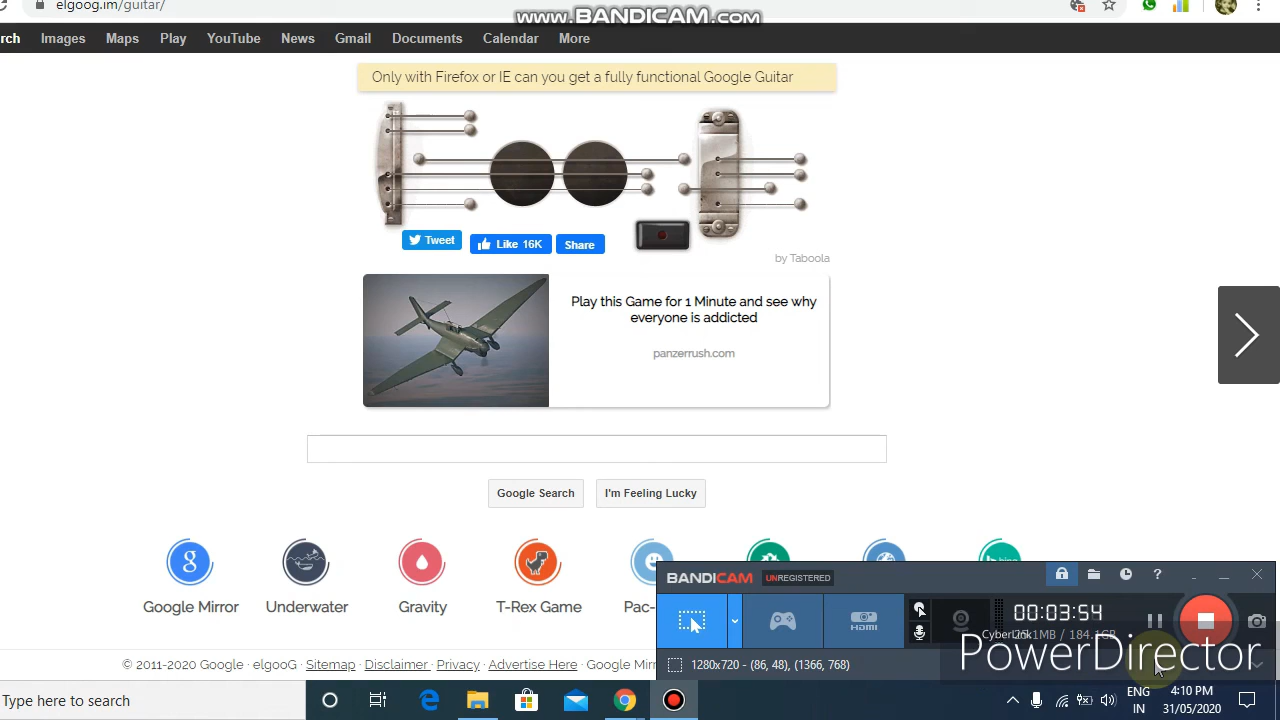 elgoog.im/guitar/
www.BANDICAM.com
rch Images Maps Play YouTube News Gmail Documents Calendar More
Only with Firefox or IE can you get a fully functional Google Guitar
Tweet Like 16K Share
by Taboola
Play this Game for 1 Minute and see why
everyone is addicted
panzerrush.com
Google Search I'm Feeling Lucky
g
Google Mirror Underwater Gravity T-Rex Game Pac-
BANDICAM UNREGISTERED ?
HDMI 00:03:54
CyberLink
PowerDirector
1280x720 - (86, 48), (1366, 768)
© 2011-2020 Google elgooG Sitemap Disclaimer Privacy Advertise Here Google Mirr
Type here to search
ENG
IN
4:10 PM
31/05/2020